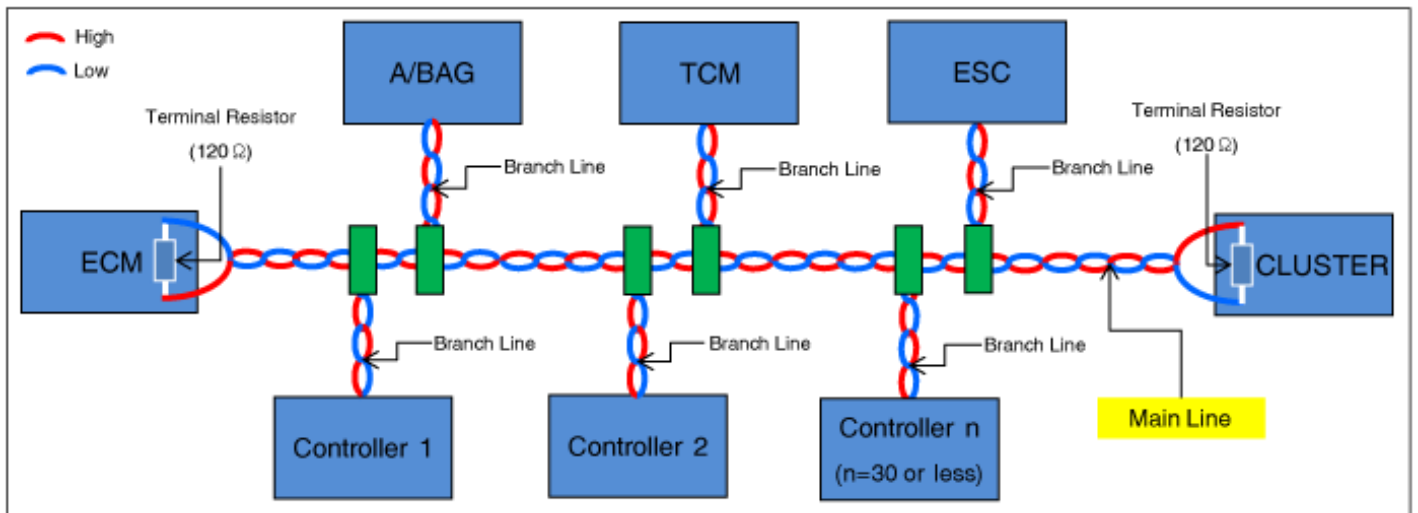 High
Low
A/BAG
TCM
ESC
Terminal Resistor
(120 Ω)
Terminal Resistor
(120 Ω)
Branch Line
Branch Line
Branch Line
ECM
CLUSTER
Branch Line
Branch Line
Branch Line
Controller 1
Controller 2
Controller n
(n=30 or less)
Main Line